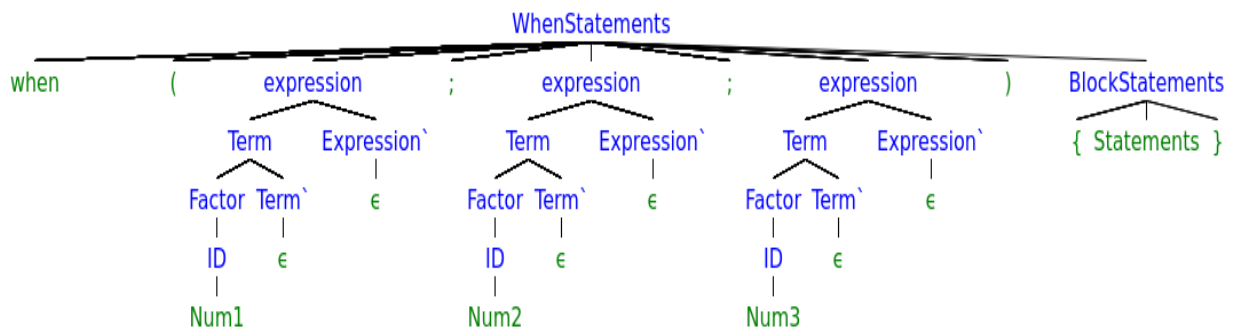 WhenStatements
when ( expression ; expression ; expression ) BlockStatements
Term Expression` Term Expression` Term Expression` { Statements }
Factor Term` ϵ Factor Term` ϵ Factor Term` ϵ
ID ϵ ID ϵ ID ϵ
Num1 Num2 Num3